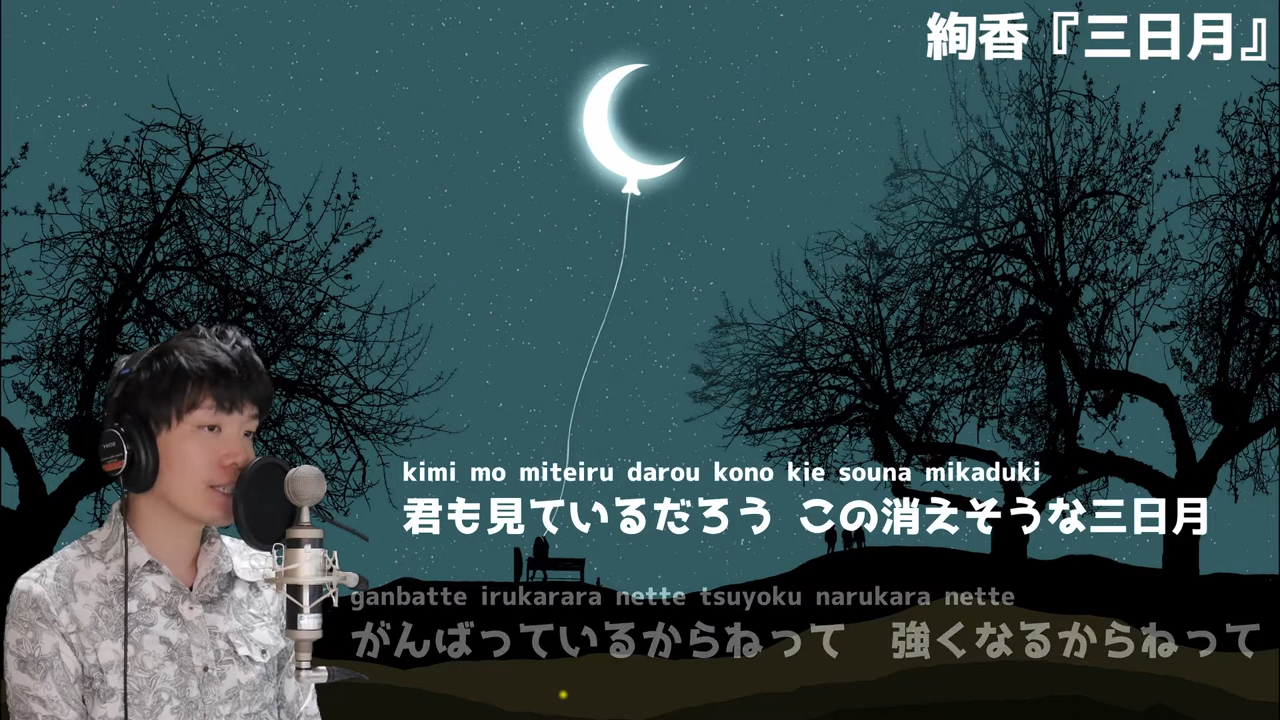 絢香『三日月』
kimi mo miteiru darou kono kie souna mikaduki
君も見ているだろう この消えそうな三日月
ganbatte irukarara nette tsuyoku narukara nette
がんばっているからねって 強くなるからねって
SONY